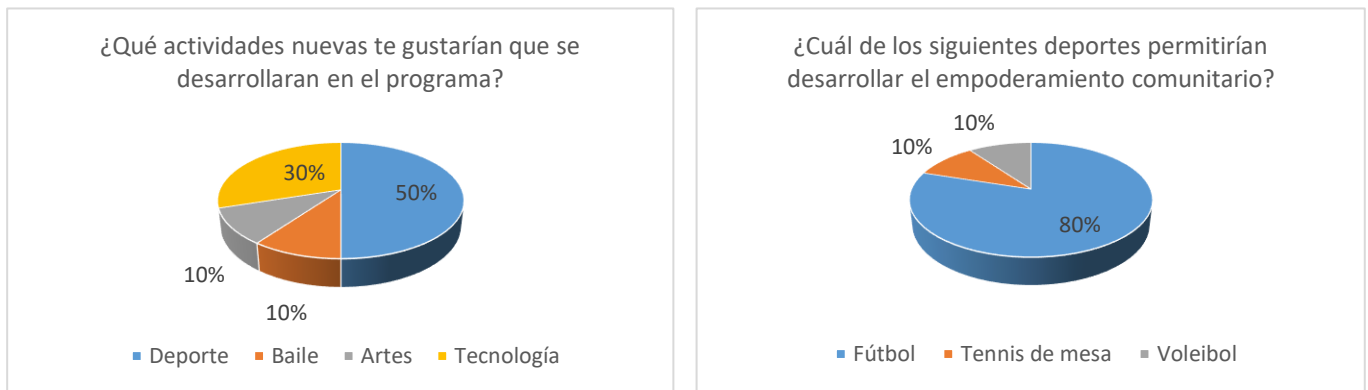 ¿Qué actividades nuevas te gustarían que se
desarrollaran en el programa?
30%
50%
10%
10%
Deporte Baile Artes Tecnología
¿Cuál de los siguientes deportes permitirían
desarrollar el empoderamiento comunitario?
10%
10%
80%
Fútbol Tennis de mesa Voleibol